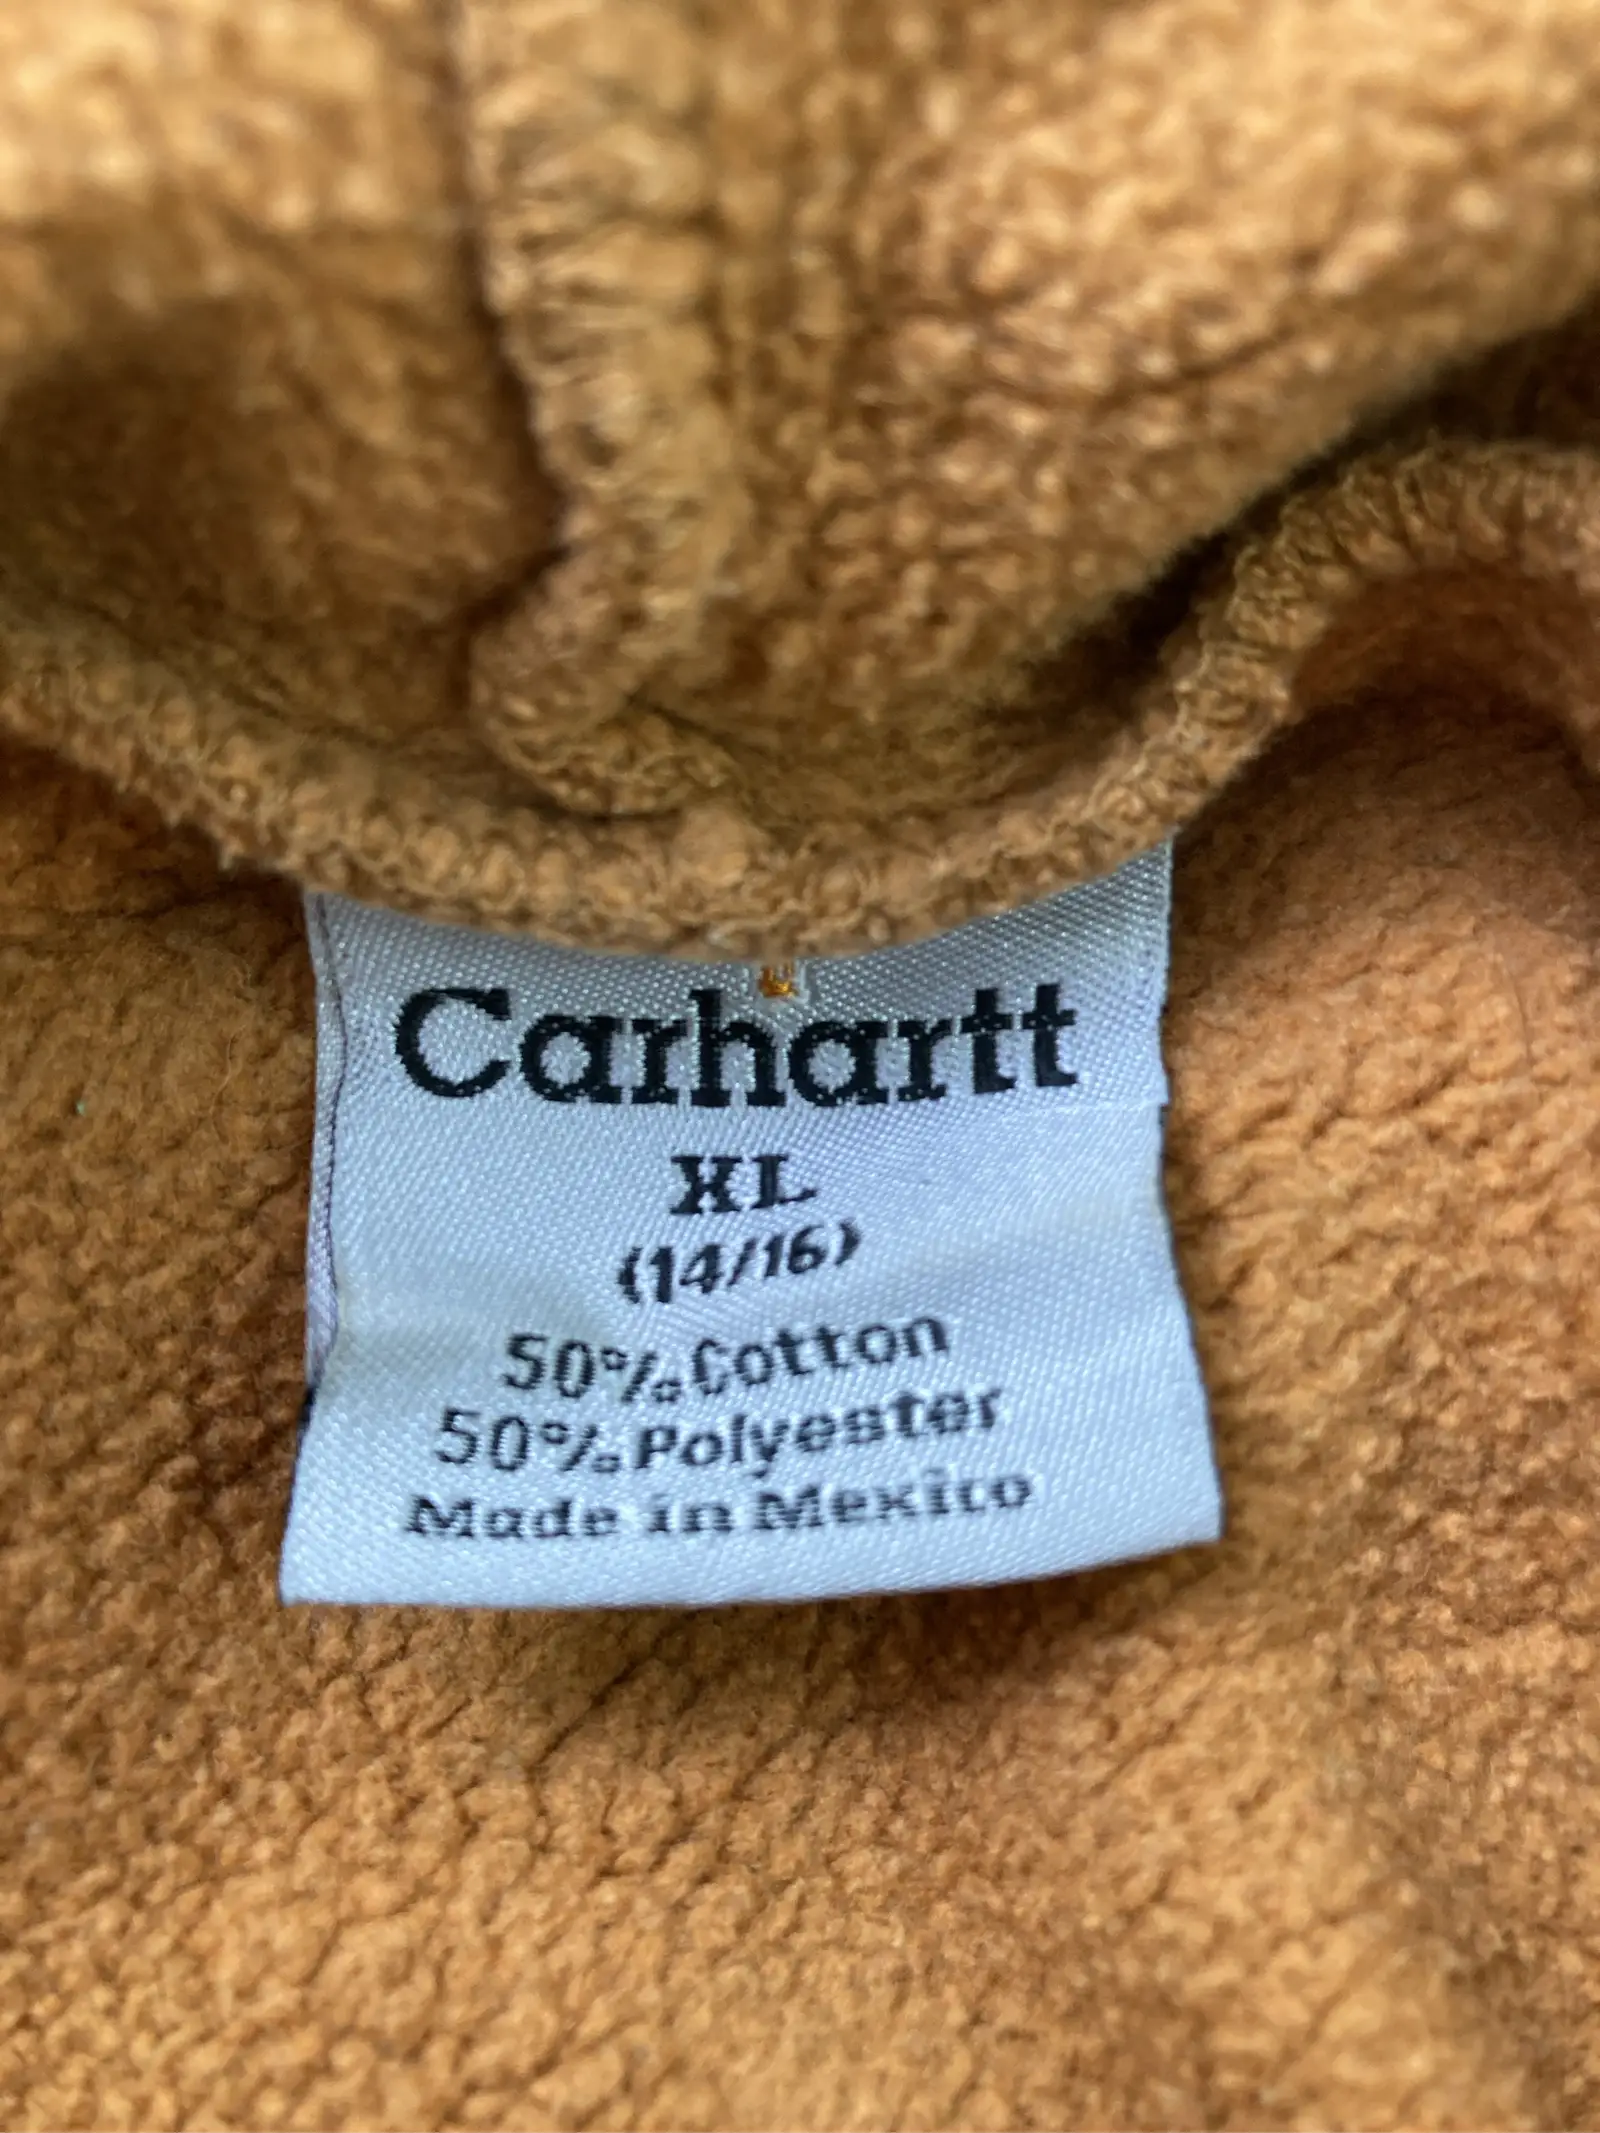 Carhartt
XL
(14/16)
50% Cotton
50% Polyester
Made in Mexico